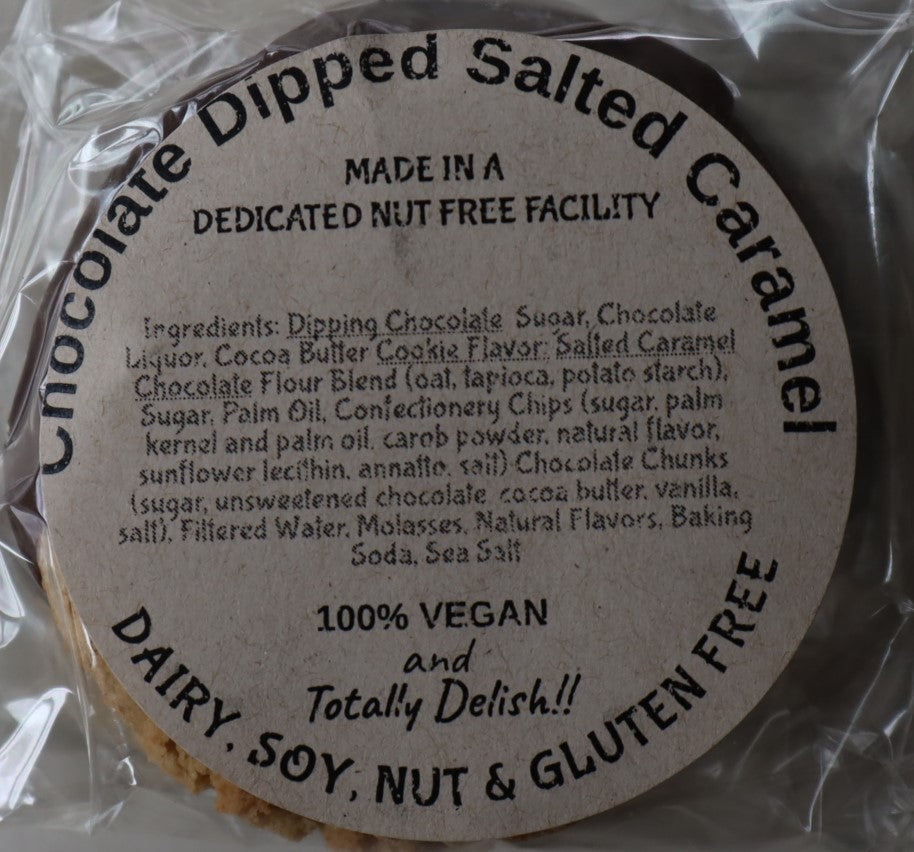 Chocolate Dipped Salted Caramel
MADE IN A
DEDICATED NUT FREE FACILITY
Ingredients: Dipping Chocolate Sugar, Chocolate
Liquor, Cocoa Butter Cookie Flavor: Salted Caramel
Chocolate Flour Blend (oat, tapioca, potato starch),
Sugar, Palm Oil, Confectionery Chips (sugar, palm
kernel and palm oil, carob powder, natural flavor,
sunflower lecithin, annatto, salt) Chocolate Chunks
(sugar, unsweetened chocolate, cocoa butter, vanilla,
salt), Filtered Water, Molasses, Natural Flavors, Baking
Soda, Sea Salt
100% VEGAN
and
Totally Delish!!
DAIRY, SOY, NUT & GLUTEN FREE